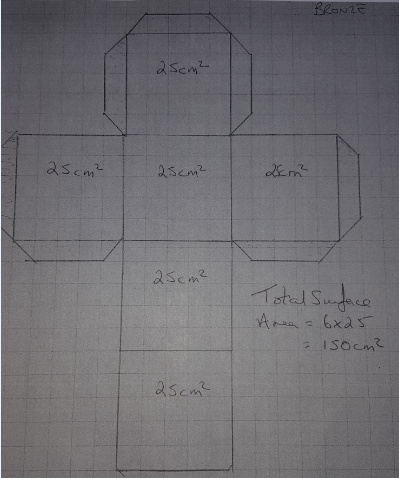 BRONZE
25cm²
25cm²
25cm²
25cm²
25cm²
25cm²
Total Surface
Area = 6x25
= 150cm²